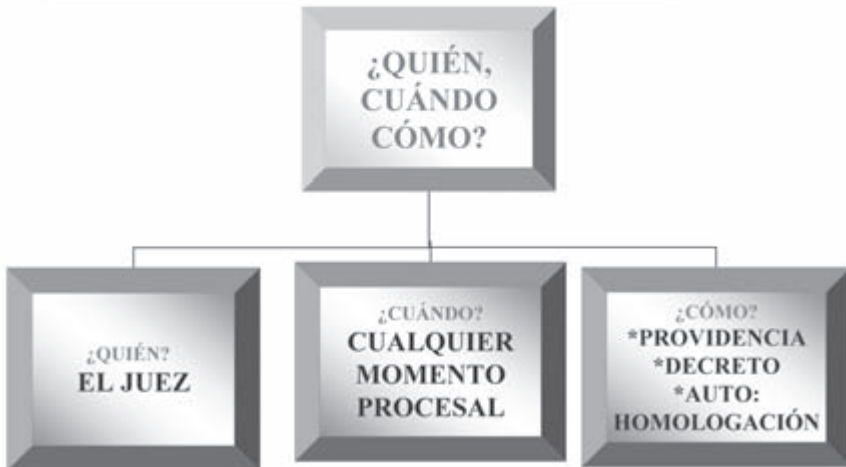 ¿QUIÉN,
CUÁNDO
CÓMO?
¿QUIÉN?
EL JUEZ
¿CUÁNDO?
CUALQUIER
MOMENTO
PROCESAL
¿CÓMO?
*PROVIDENCIA
*DECRETO
*AUTO:
HOMOLOGACIÓN